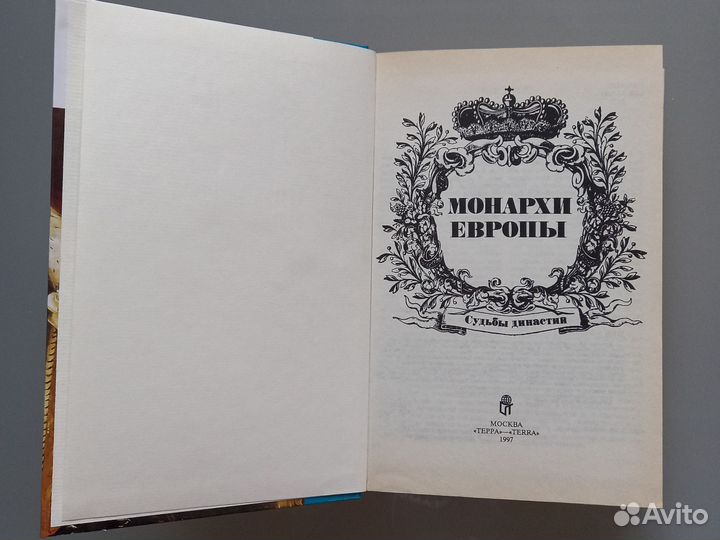 МОНАРХИ
ЕВРОПЫ
Судьбы династий
МОСКВА
«ТЕРРА»—«TERRA»
1997
Avito